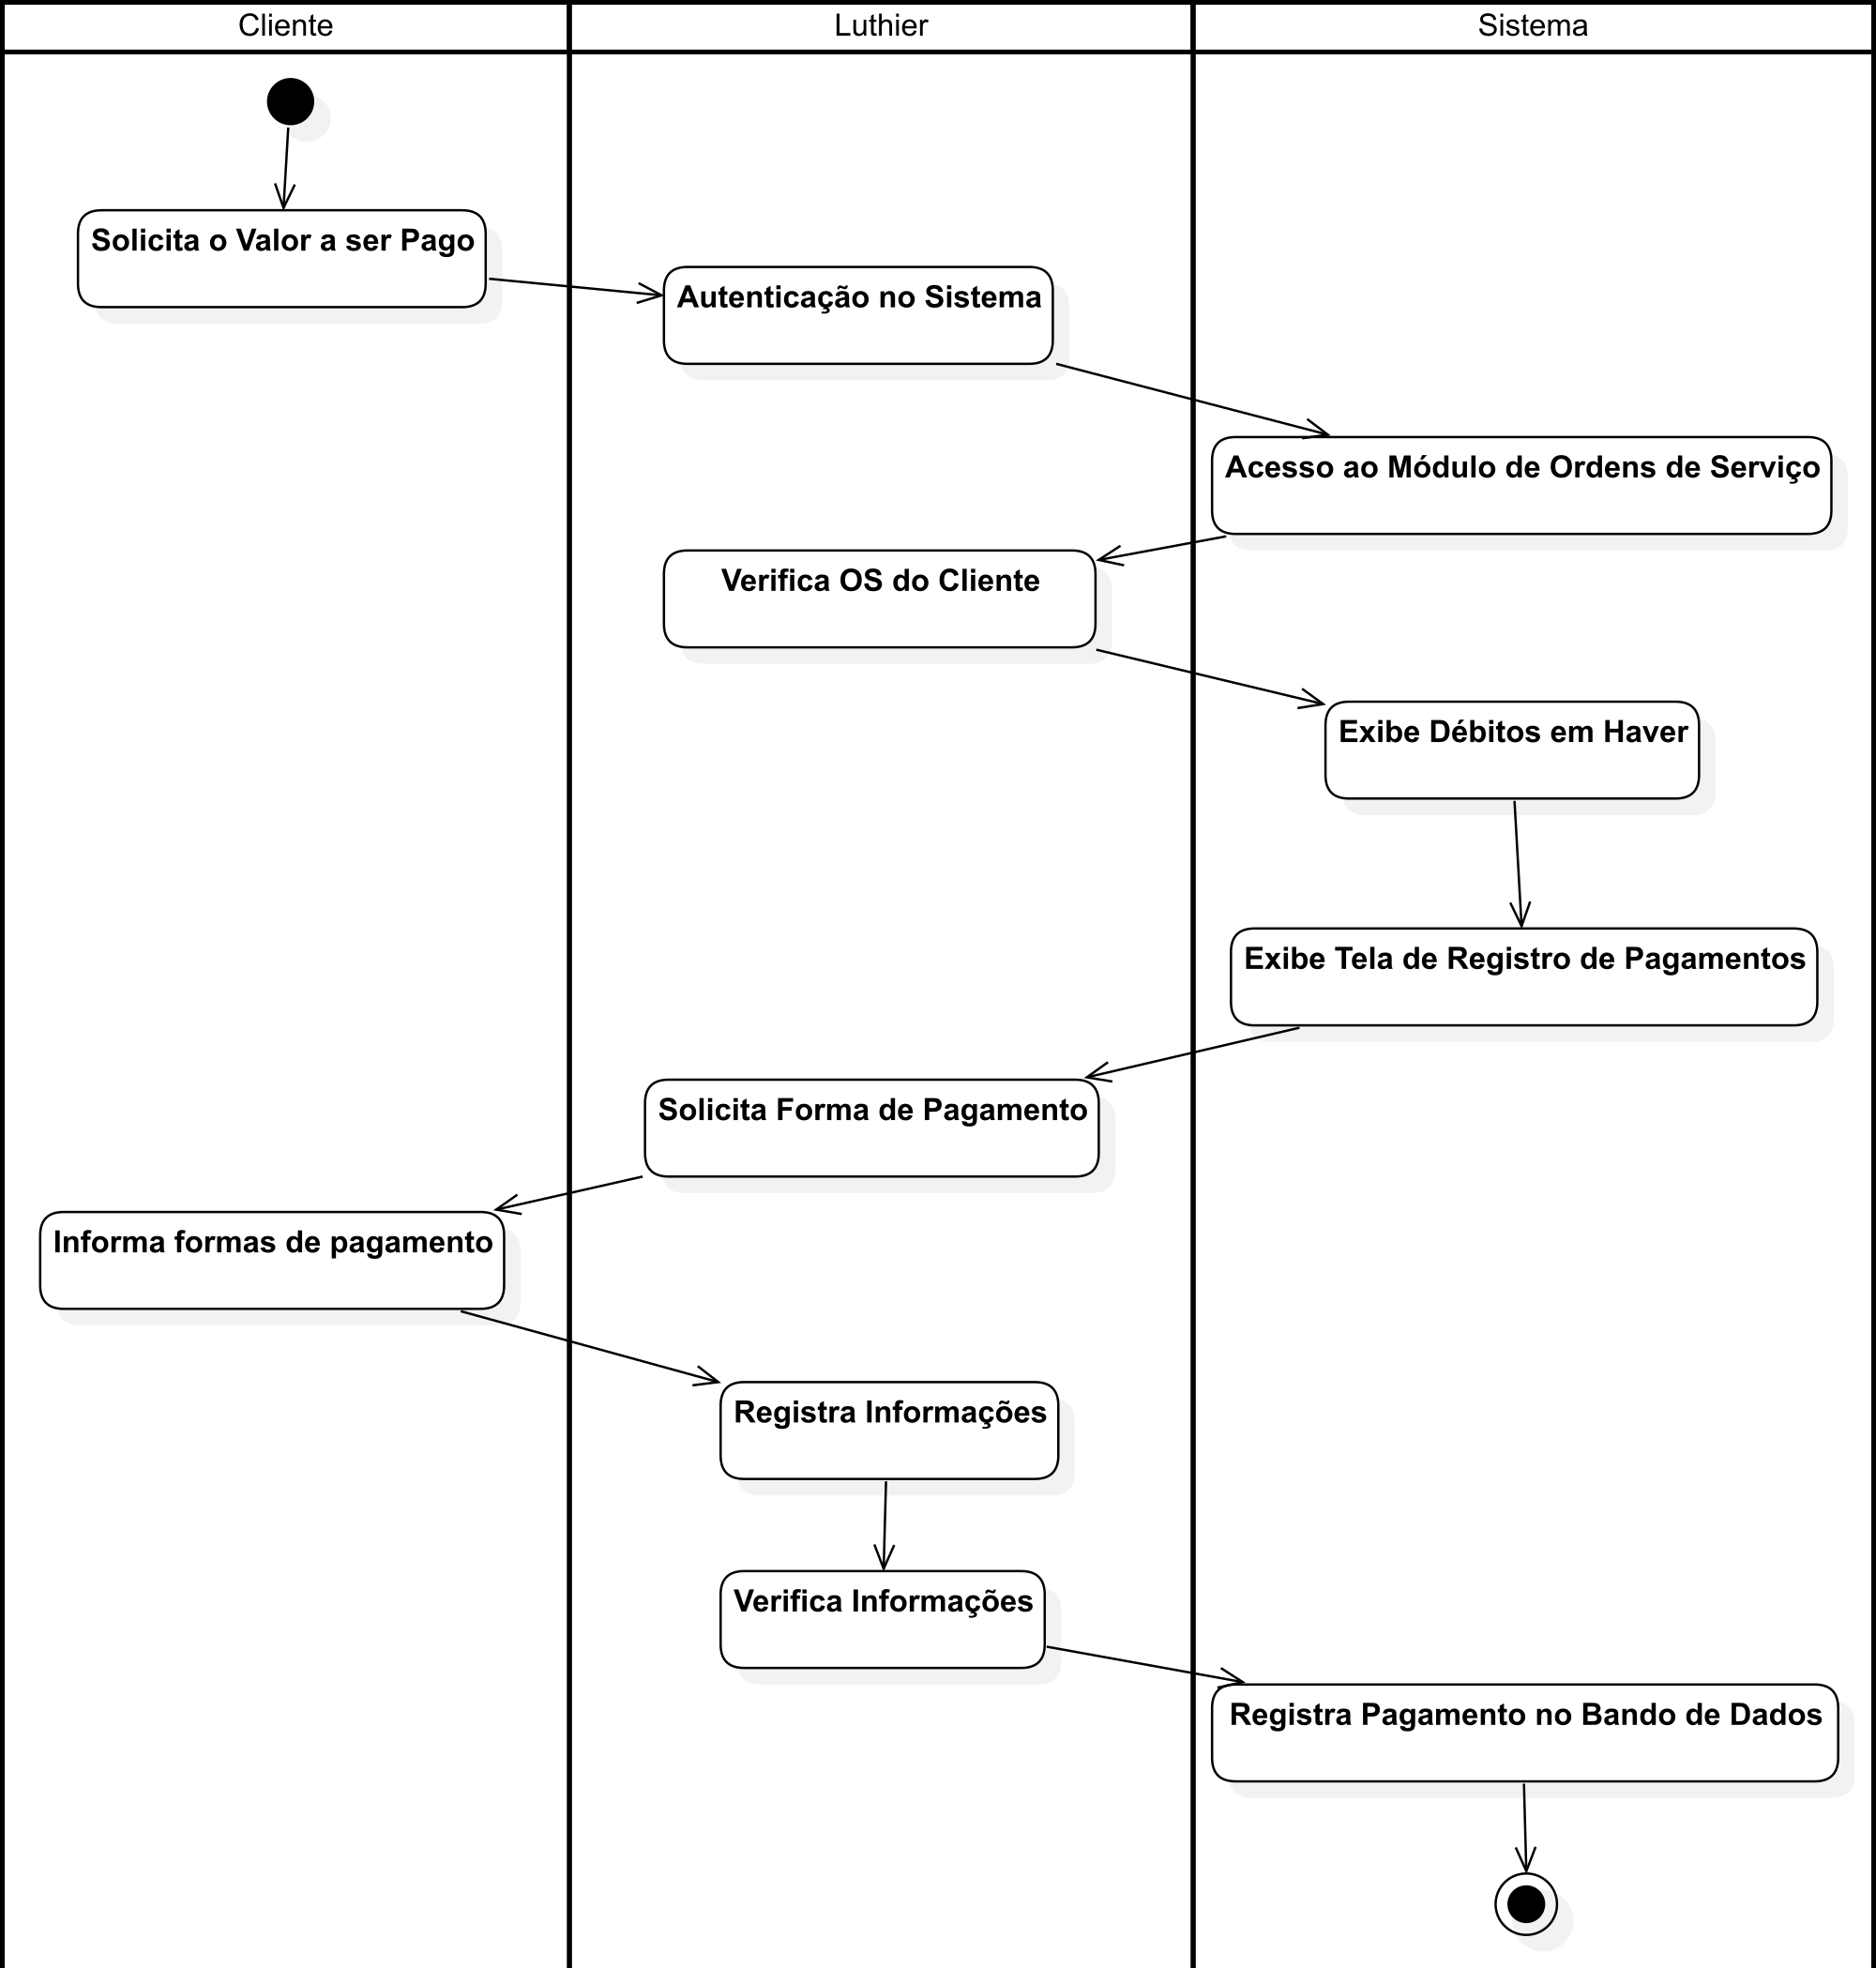 Cliente
Luthier
Sistema
Solicita o Valor a ser Pago
Autenticação no Sistema
Acesso ao Módulo de Ordens de Serviço
Verifica OS do Cliente
Exibe Débitos em Haver
Exibe Tela de Registro de Pagamentos
Solicita Forma de Pagamento
Informa formas de pagamento
Registra Informações
Verifica Informações
Registra Pagamento no Bando de Dados